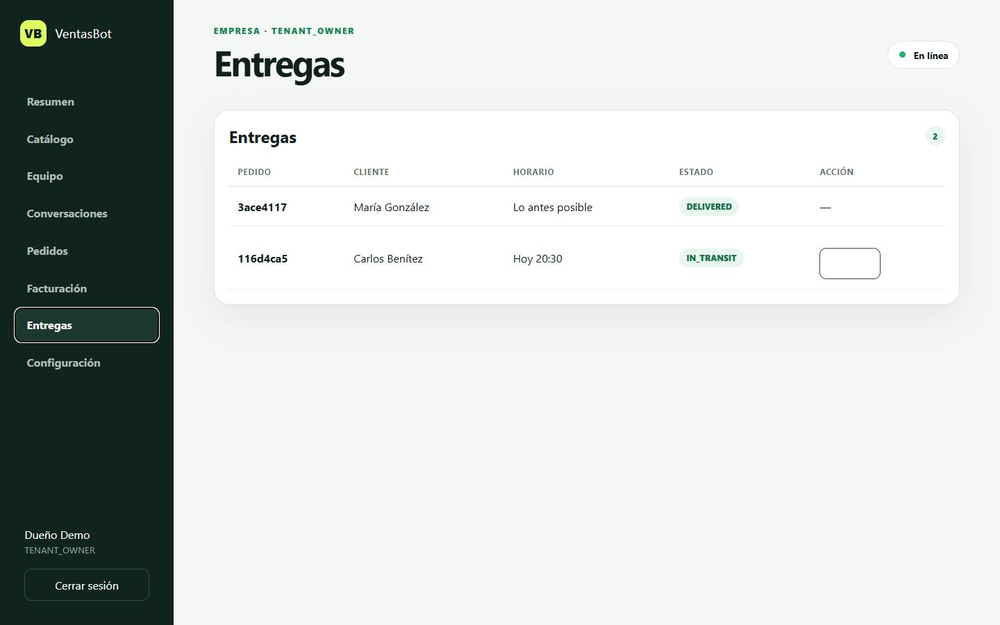 VB VentasBot
Resumen
Catálogo
Equipo
Conversaciones
Pedidos
Facturación
Entregas
Configuración
Dueño Demo
TENANT_OWNER
Cerrar sesión
EMPRESA · TENANT_OWNER
Entregas
En línea
Entregas 2
PEDIDO CLIENTE HORARIO ESTADO ACCIÓN
3ace4117 María González Lo antes posible DELIVERED —
116d4ca5 Carlos Benítez Hoy 20:30 IN_TRANSIT